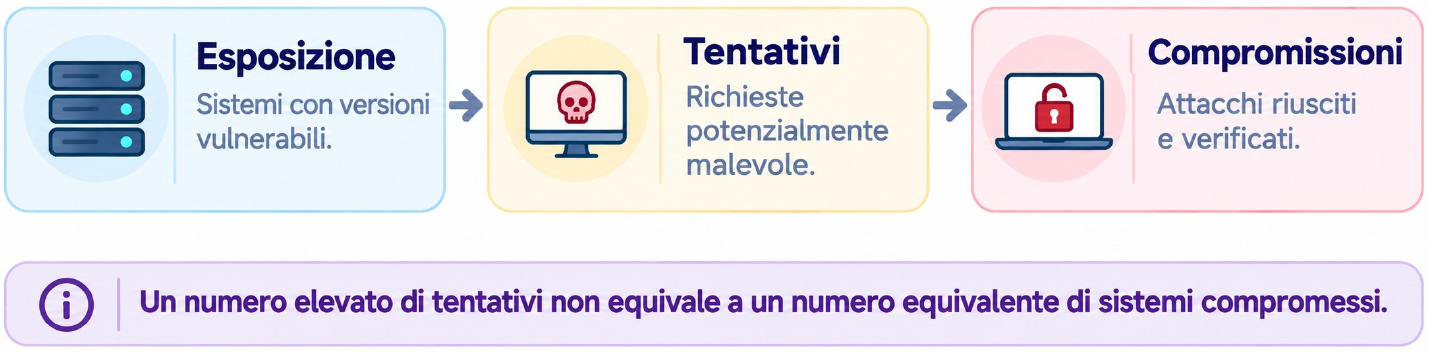 Esposizione
Sistemi con versioni
vulnerabili.
Tentativi
Richieste
potenzialmente
malevole.
Compromissioni
Attacchi riusciti
e verificati.
Un numero elevato di tentativi non equivale a un numero equivalente di sistemi compromessi.